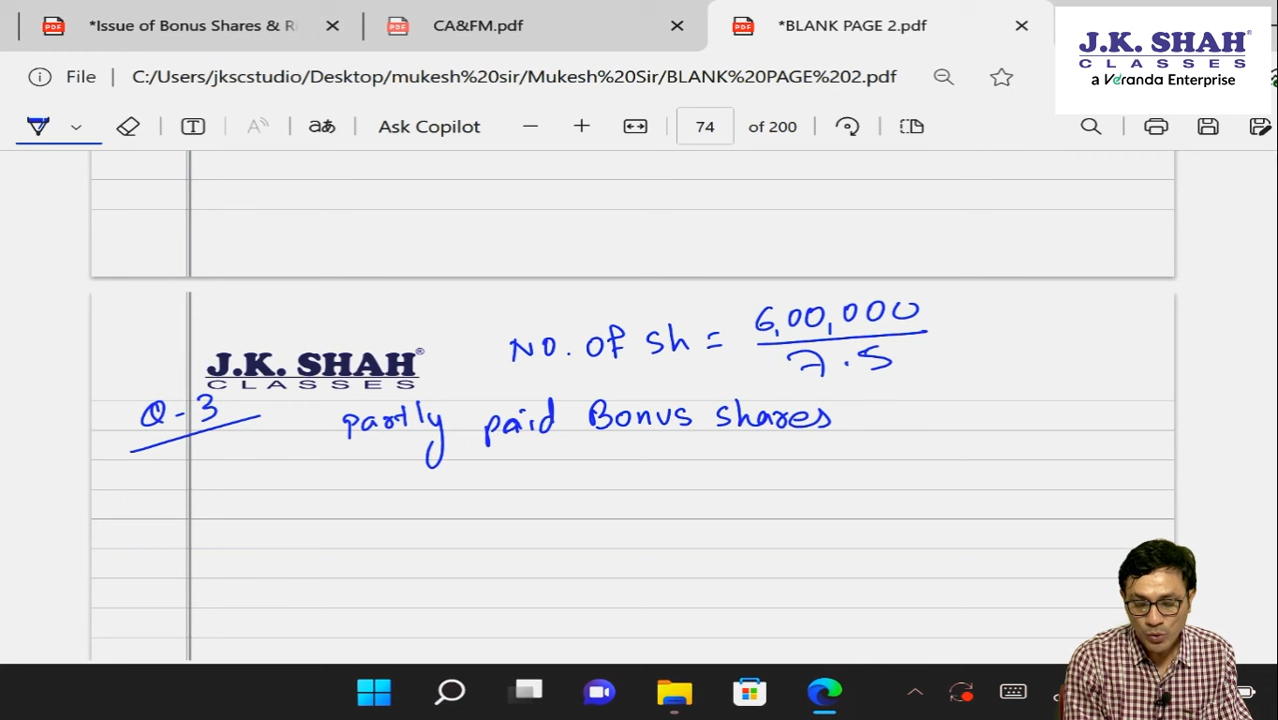 *Issue of Bonus Shares & Ri
CA&FM.pdf
*BLANK PAGE 2.pdf
J.K. SHAH®
CLASSES
a Veranda Enterprise
File C:/Users/jkscstudio/Desktop/mukesh%20sir/Mukesh%20Sir/BLANK%20PAGE%202.pdf
Ask Copilot
74 of 200
No. of sh = 6,00,000
7.5
J.K. SHAH®
CLASSES
Q-3 partly paid Bonus shares